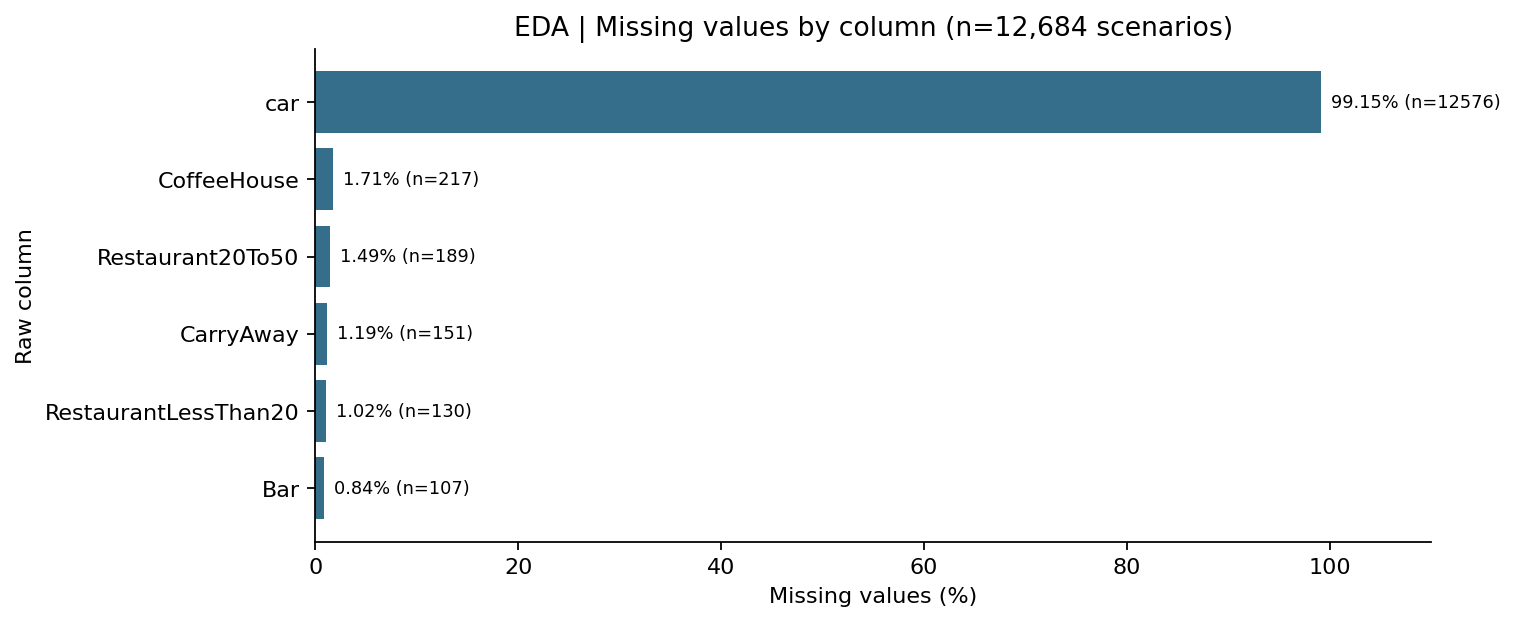 EDA | Missing values by column (n=12,684 scenarios)
Raw column
car
99.15% (n=12576)
CoffeeHouse
1.71% (n=217)
Restaurant20To50
1.49% (n=189)
CarryAway
1.19% (n=151)
RestaurantLessThan20
1.02% (n=130)
Bar
0.84% (n=107)
0 20 40 60 80 100
Missing values (%)